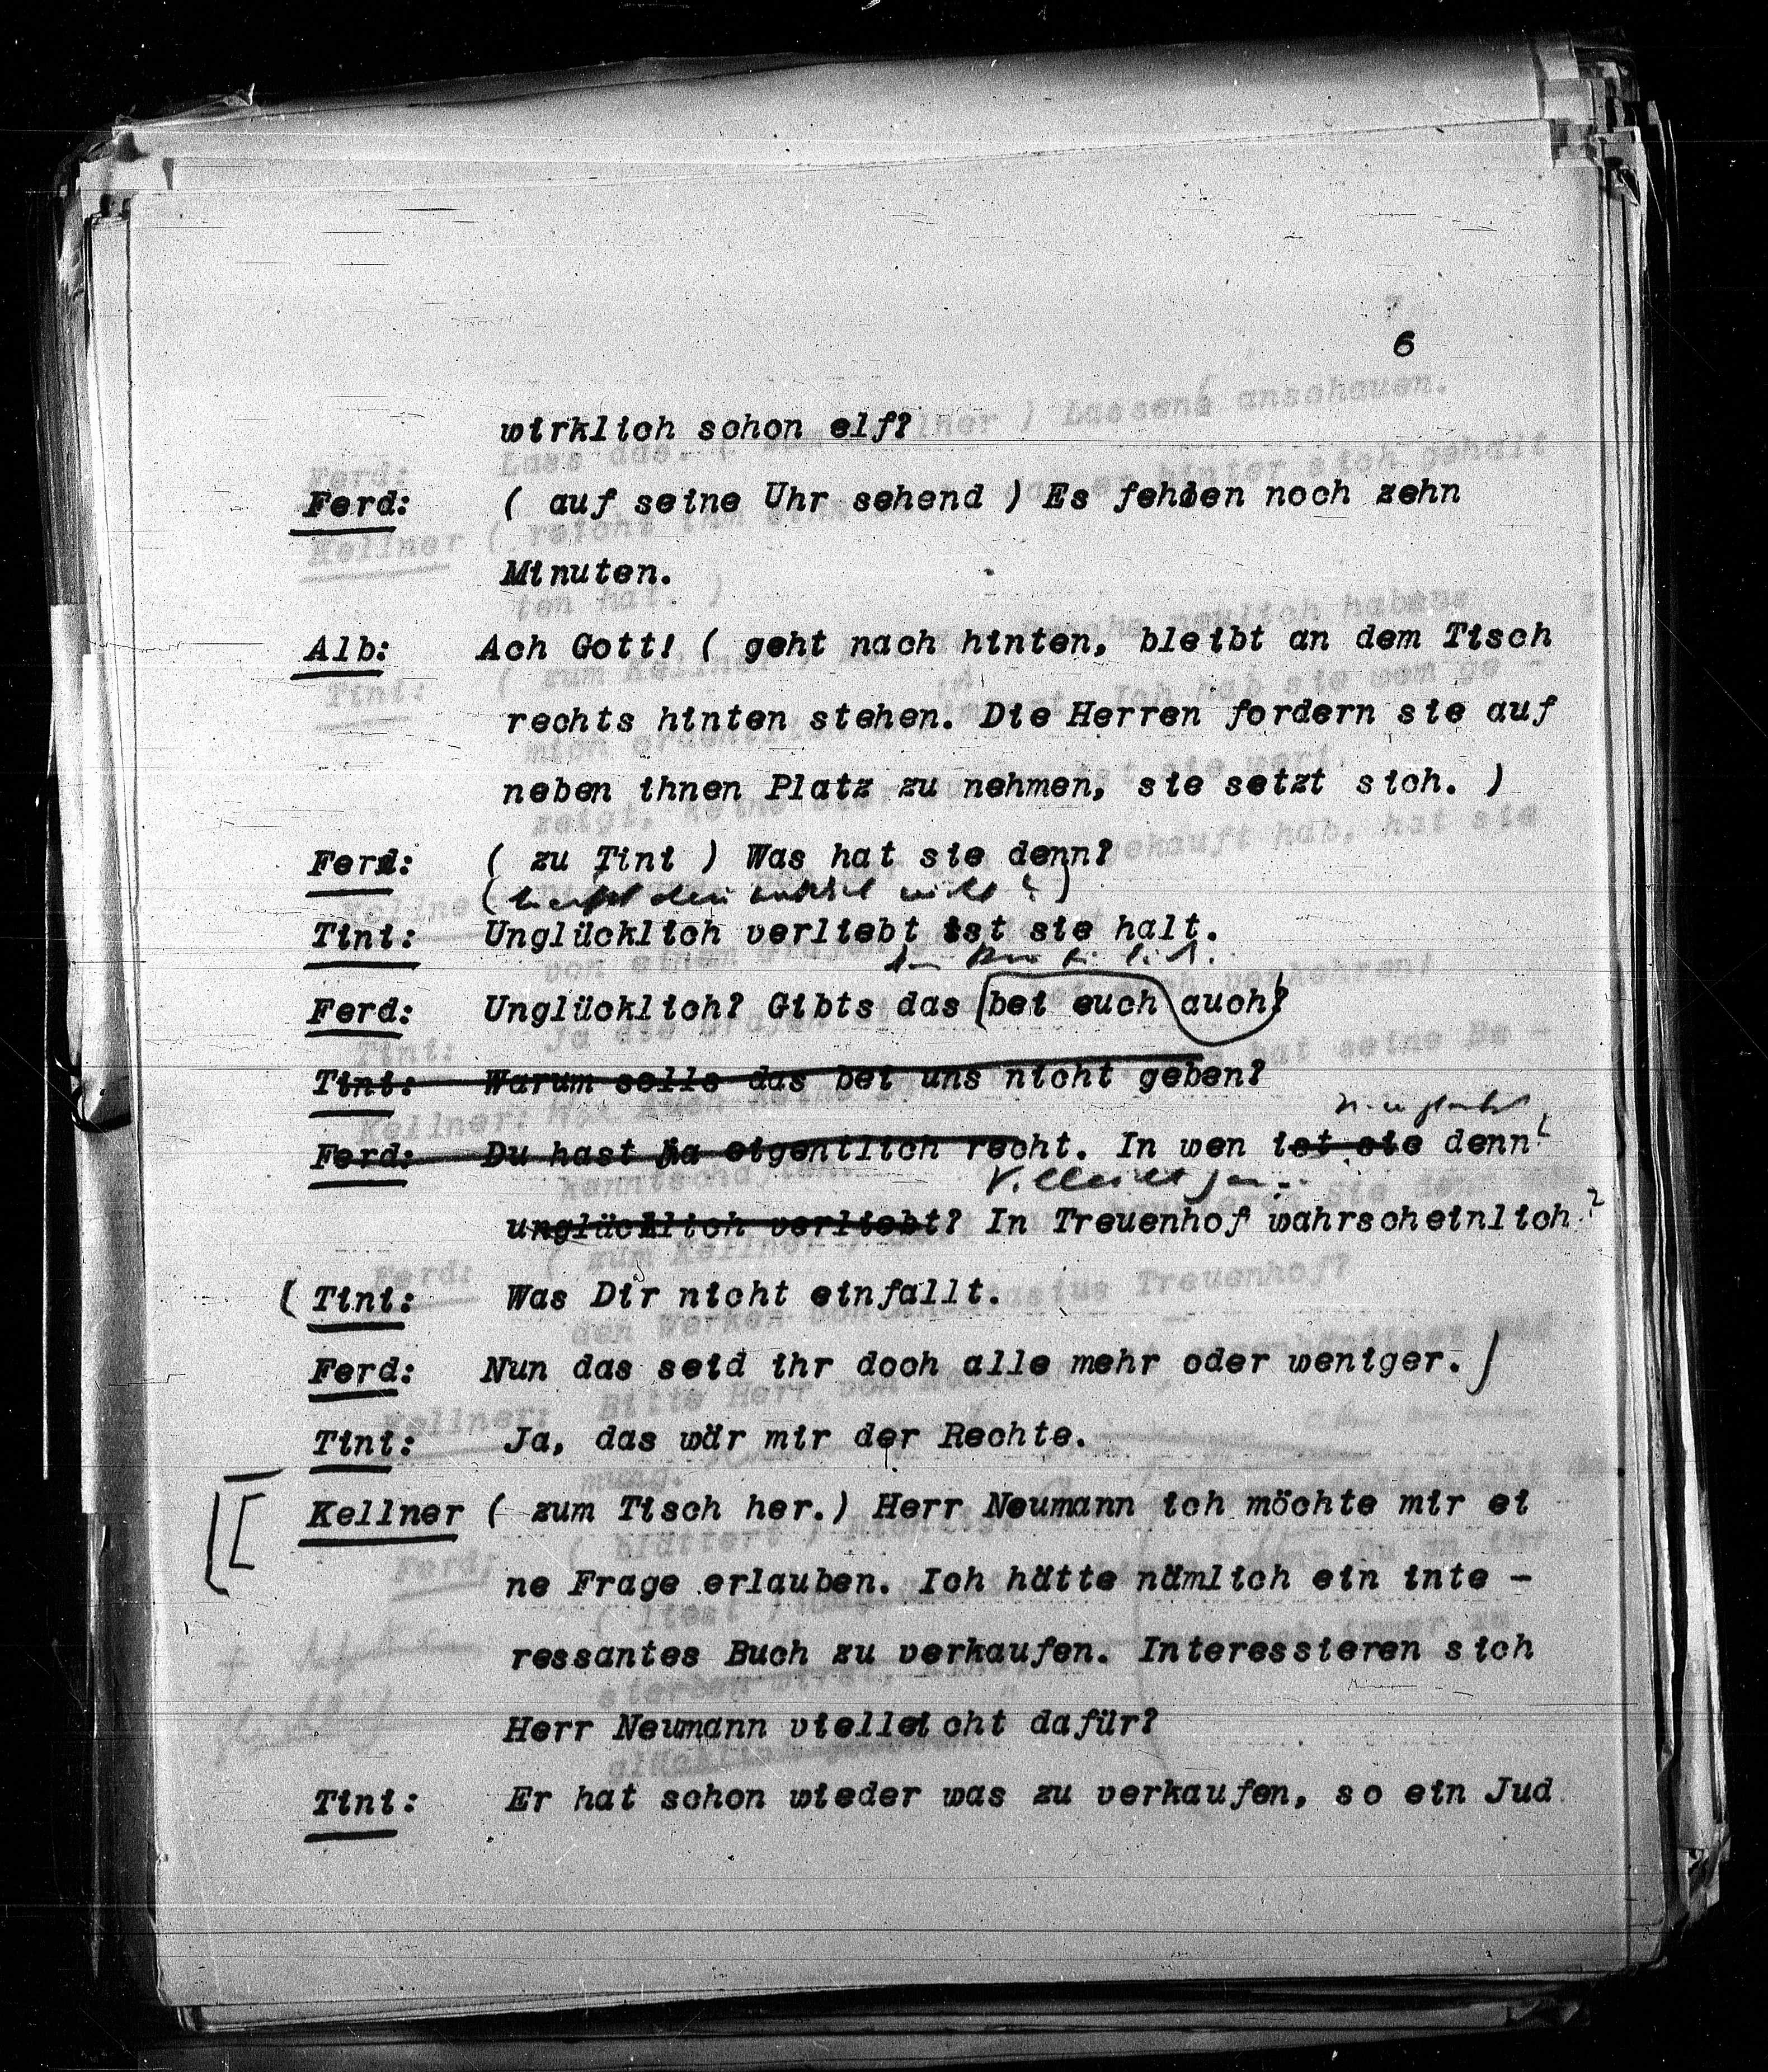 6
wirklich schon elf?
Ferd: ( auf seine Uhr sehend ) Es fehlen noch zehn
Minuten.
Alb: Ach Gott! ( geht nach hinten, bleibt an dem Tisch
rechts hinten stehen. Die Herren fordern sie auf
neben ihnen Platz zu nehmen, sie setzt sich. )
Ferd: ( zu Tini ) Was hat sie denn?
Tini: Unglücklich verliebt ist sie halt.
Ferd: Unglücklich? Gibts das bei euch auch?
Tini: Warum solls das bei uns nicht geben?
Ferd: Du hast ja eigentlich recht. In wen ist sie denn?
Vielleicht
unglücklich verliebt? In Treuenhof wahrscheinlich.?
( Tini: Was Dir nicht einfallt.
Ferd: Nun das seid ihr doch alle mehr oder weniger. )
Tini: Ja, das wär mir der Rechte.
[[ Kellner ( zum Tisch her.) Herr Neumann ich möchte mir ei
ne Frage erlauben. Ich hätte nämlich ein inte -
ressantes Buch zu verkaufen. Interessieren sich
Herr Neumann vielleicht dafür?
Tini: Er hat schon wieder was zu verkaufen, so ein Jud.